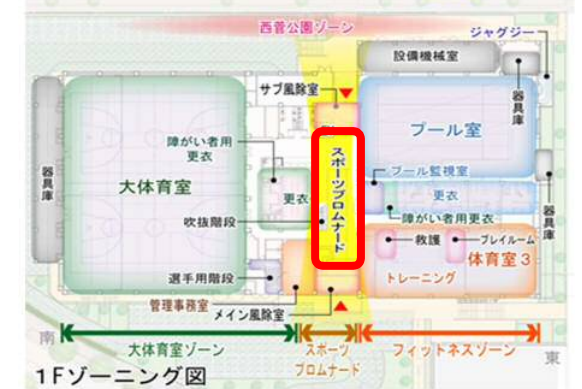 西菅公園ゾーン
ジャグジー
設備機械室
サブ風除室
器具庫
障がい者用
更衣
プール室
スポーツプロムナード
プール監視室
器具庫
大体育室
更衣
更衣
吹抜階段
障がい者用更衣
器具庫
救護
プレイルーム
体育室3
選手用階段
トレーニング
管理事務室
メイン風除室
南
大体育室ゾーン
スポーツ
プロムナード
フィットネスゾーン
東
1Fゾーニング図